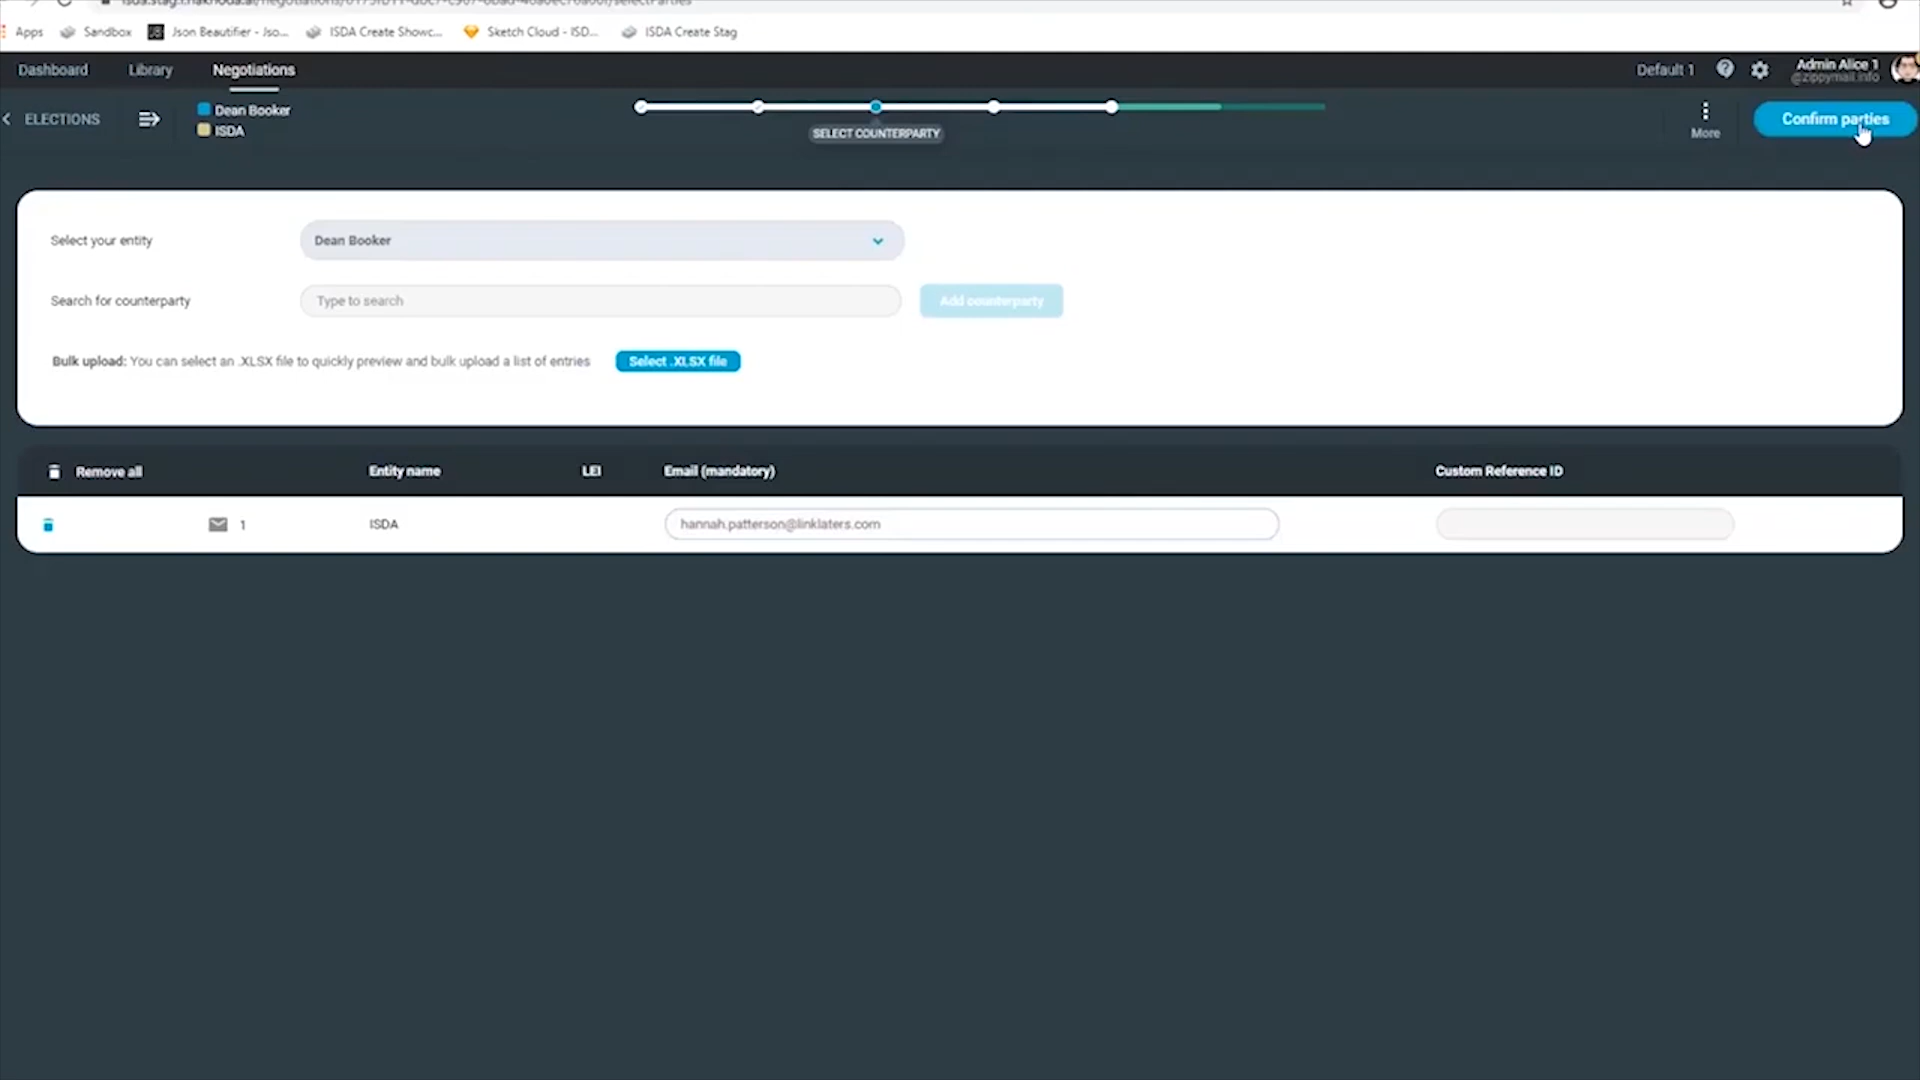 Apps Sandbox Json Beautifier - Jso... ISDA Create Showc... Sketch Cloud - ISD... ISDA Create Stag
Dashboard Library Negotiations Default 1 Admin Alice 1
@zippymail.info
ELECTIONS Dean Booker
ISDA
SELECT COUNTERPARTY
More
Confirm parties
Select your entity Dean Booker
Search for counterparty Type to search Add counterparty
Bulk upload: You can select an .XLSX file to quickly preview and bulk upload a list of entries Select .XLSX file
Remove all Entity name LEI Email (mandatory) Custom Reference ID
1 ISDA hannah.patterson@linklaters.com